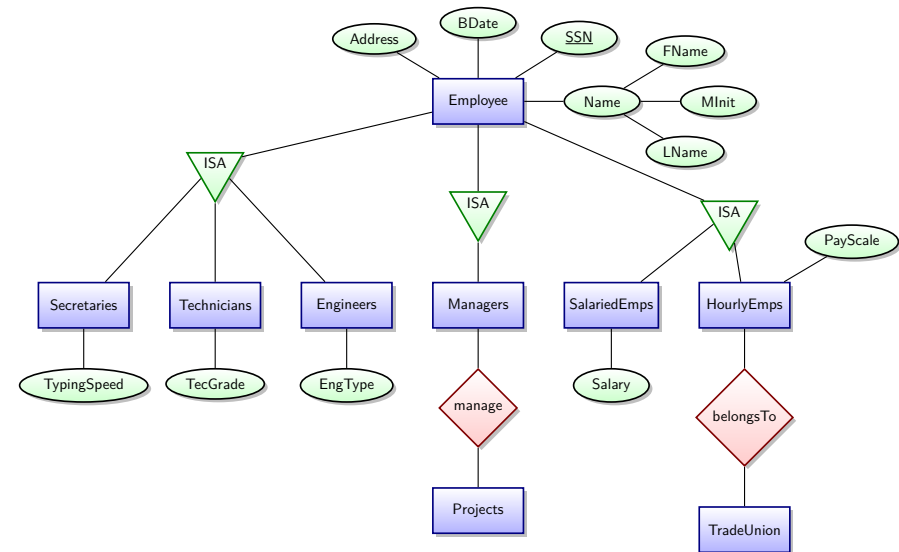 BDate
Address
SSN
FName
Employee
Name
MInit
LName
ISA
ISA
ISA
PayScale
Secretaries
Technicians
Engineers
Managers
SalariedEmps
HourlyEmps
TypingSpeed
TecGrade
EngType
Salary
manage
belongsTo
Projects
TradeUnion